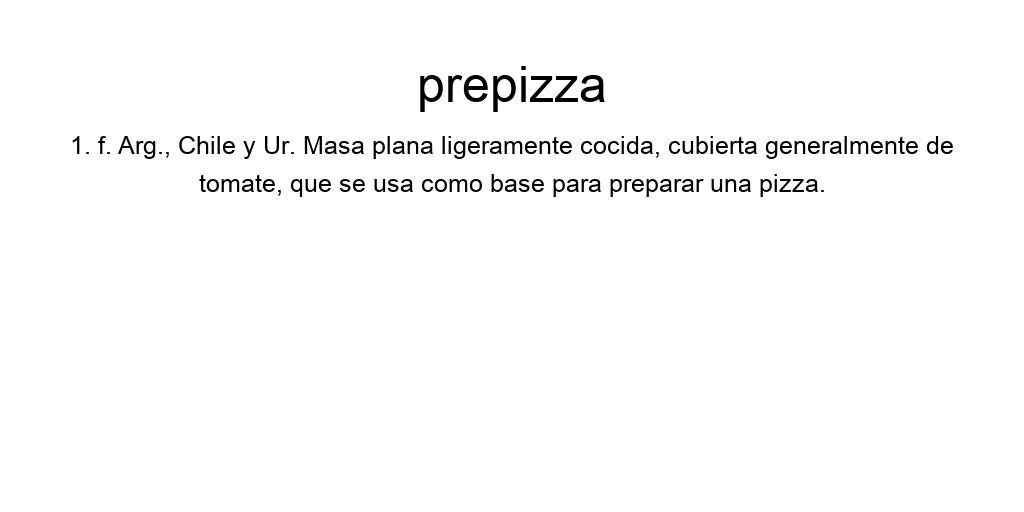 prepizza
1. f. Arg., Chile y Ur. Masa plana ligeramente cocida, cubierta generalmente de
tomate, que se usa como base para preparar una pizza.